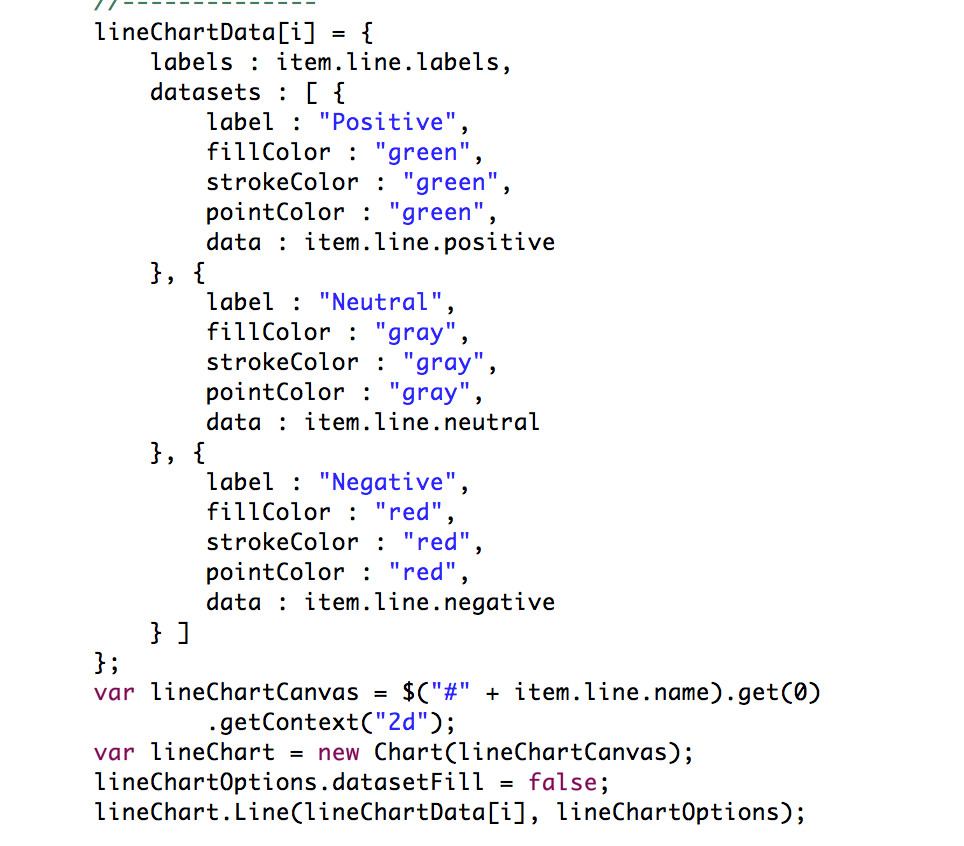 //--------------
lineChartData[i] = {
    labels : item.line.labels,
    datasets : [ {
        label : "Positive",
        fillColor : "green",
        strokeColor : "green",
        pointColor : "green",
        data : item.line.positive
    }, {
        label : "Neutral",
        fillColor : "gray",
        strokeColor : "gray",
        pointColor : "gray",
        data : item.line.neutral
    }, {
        label : "Negative",
        fillColor : "red",
        strokeColor : "red",
        pointColor : "red",
        data : item.line.negative
    } ]
};
var lineChartCanvas = $("#" + item.line.name).get(0)
        .getContext("2d");
var lineChart = new Chart(lineChartCanvas);
lineChartOptions.datasetFill = false;
lineChart.Line(lineChartData[i], lineChartOptions);